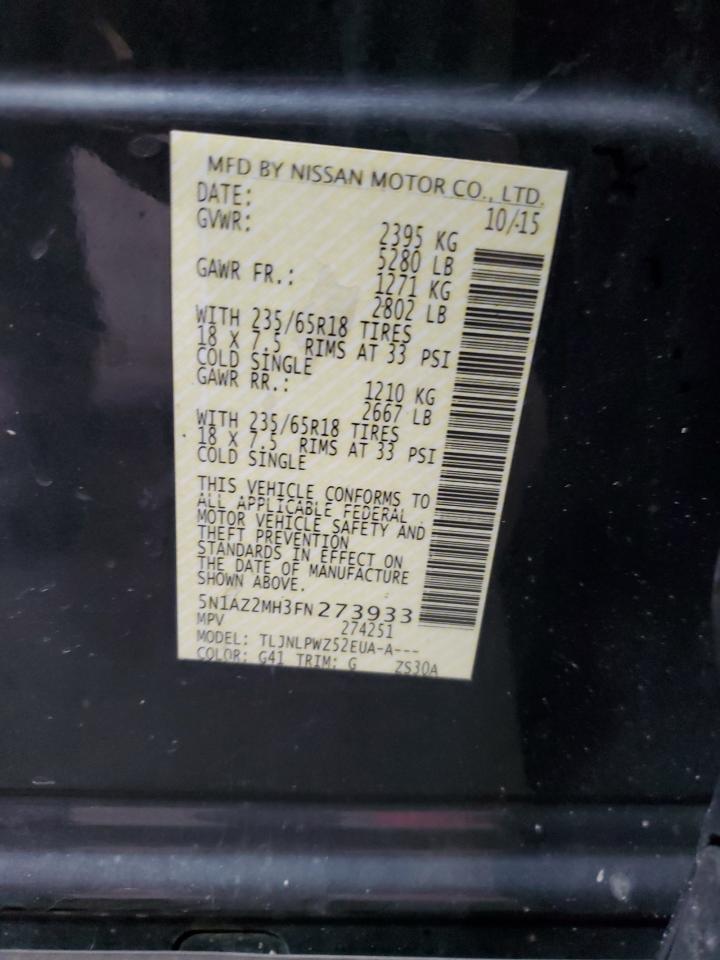 MFD BY NISSAN MOTOR CO., LTD.
DATE: 10/15
GVWR: 2395 KG
5280 LB
GAWR FR.: 1271 KG
2802 LB
WITH 235/65R18 TIRES
18 X 7.5 RIMS AT 33 PSI
COLD SINGLE
GAWR RR.: 1210 KG
2667 LB
WITH 235/65R18 TIRES
18 X 7.5 RIMS AT 33 PSI
COLD SINGLE
THIS VEHICLE CONFORMS TO
ALL APPLICABLE FEDERAL
MOTOR VEHICLE SAFETY AND
THEFT PREVENTION
STANDARDS IN EFFECT ON
THE DATE OF MANUFACTURE
SHOWN ABOVE.
5N1AZ2MH3FN273933
MPV 274251
MODEL: TLJNLPWZ52EUA-A---
COLOR: G41 TRIM: G ZS30A